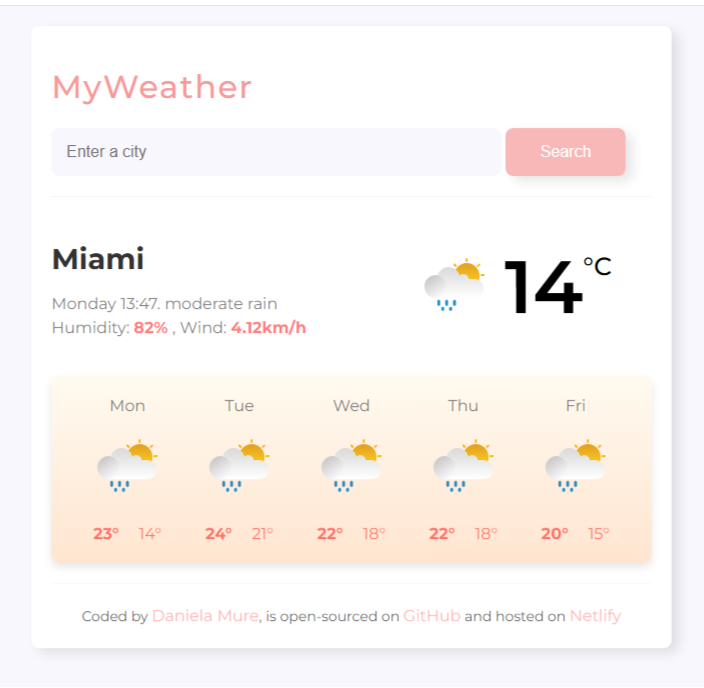 MyWeather
Enter a city
Search
Miami
14°C
Monday 13:47. moderate rain
Humidity: 82% , Wind: 4.12km/h
Mon Tue Wed Thu Fri
23° 14° 24° 21° 22° 18° 22° 18° 20° 15°
Coded by Daniela Mure, is open-sourced on GitHub and hosted on Netlify